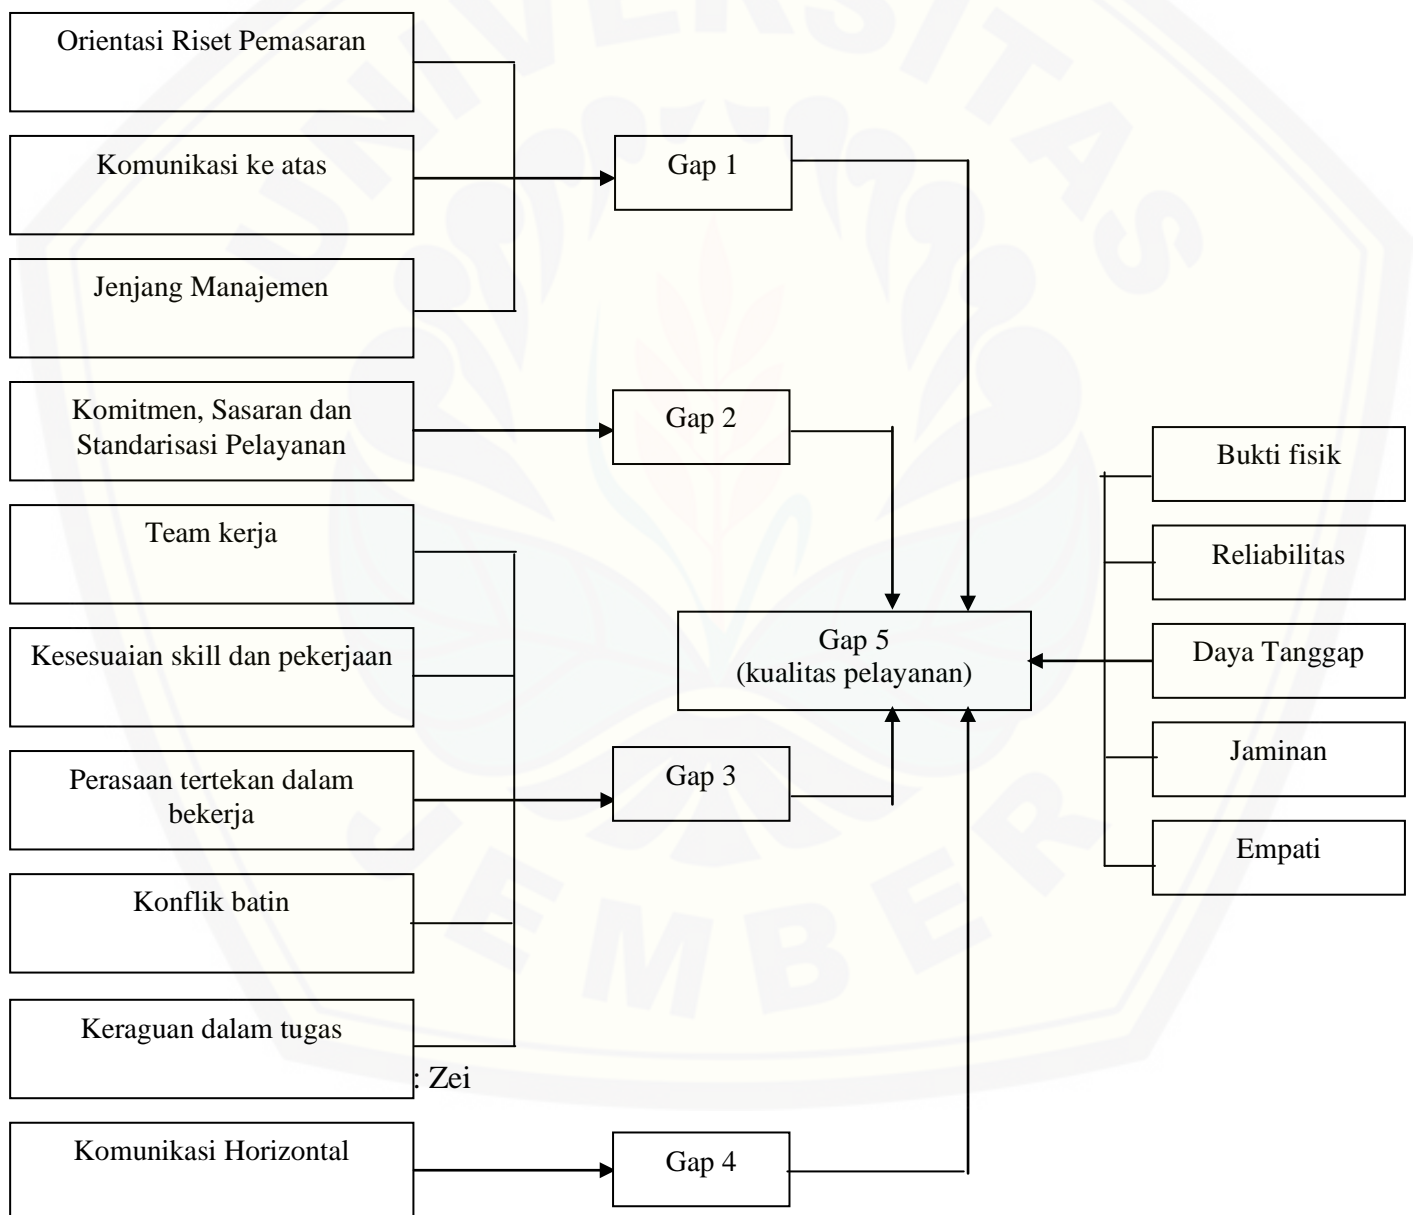 UNIVERSITAS
Orientasi Riset Pemasaran
Komunikasi ke atas
Gap 1
Jenjang Manajemen
Komitmen, Sasaran dan
Standarisasi Pelayanan
Gap 2
Bukti fisik
Team kerja
Reliabilitas
Kesesuaian skill dan pekerjaan
Gap 5
(kualitas pelayanan)
Daya Tanggap
Perasaan tertekan dalam
bekerja
Gap 3
Jaminan
Empati
Konflik batin
JEMBER
Keraguan dalam tugas
: Zei
Komunikasi Horizontal
Gap 4